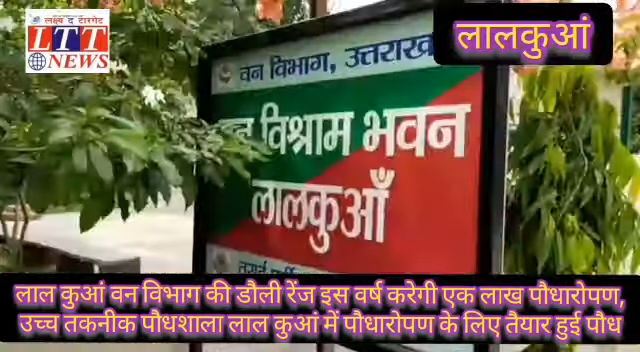 लक्ष्य द टारगेट
LTT
NEWS
लालकुआं
वन विभाग, उत्तराख
विश्राम भवन
लालकुआँ
लाल कुआं वन विभाग की डौली रेंज इस वर्ष करेगी एक लाख पौधारोपण,
उच्च तकनीक पौधशाला लाल कुआं में पौधारोपण के लिए तैयार हुई पौध